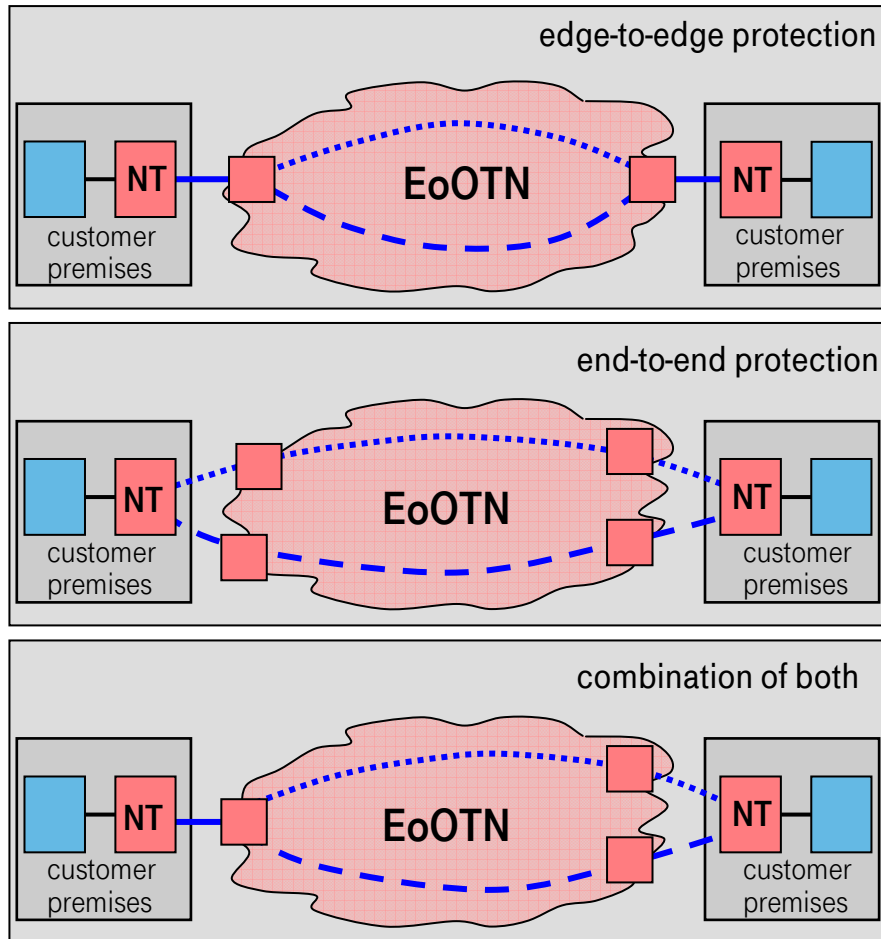 edge-to-edge protection
NT
EoOTN
NT
customer
premises
customer
premises
end-to-end protection
NT
EoOTN
NT
customer
premises
customer
premises
combination of both
NT
EoOTN
NT
customer
premises
customer
premises